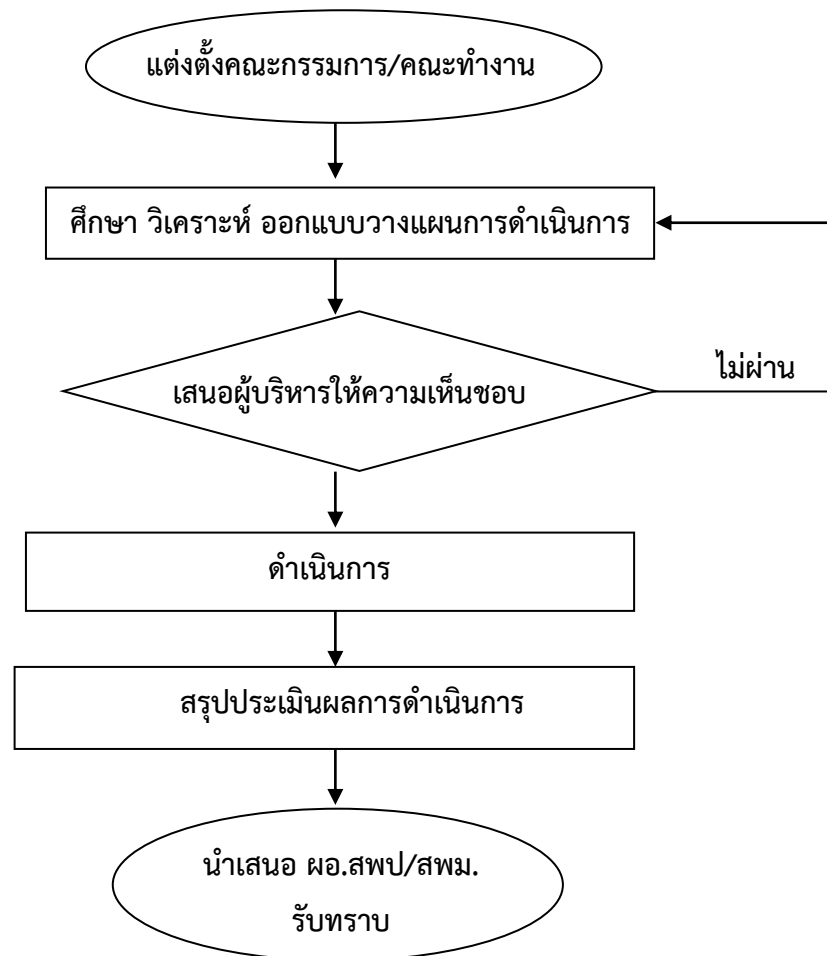 แต่งตั้งคณะกรรมการ/คณะทำงาน
ศึกษา วิเคราะห์ ออกแบบวางแผนการดำเนินการ
เสนอผู้บริหารให้ความเห็นชอบ
ไม่ผ่าน
ดำเนินการ
สรุปประเมินผลการดำเนินการ
นำเสนอ ผอ.สพป/สพม.
รับทราบ